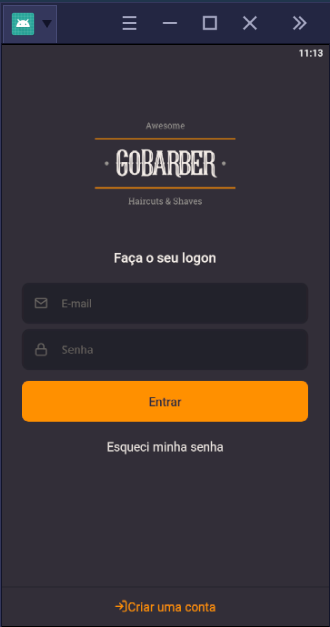 11:13
Awesome
GOBARBER
Haircuts & Shaves
Faça o seu logon
E-mail
Senha
Entrar
Esqueci minha senha
Criar uma conta